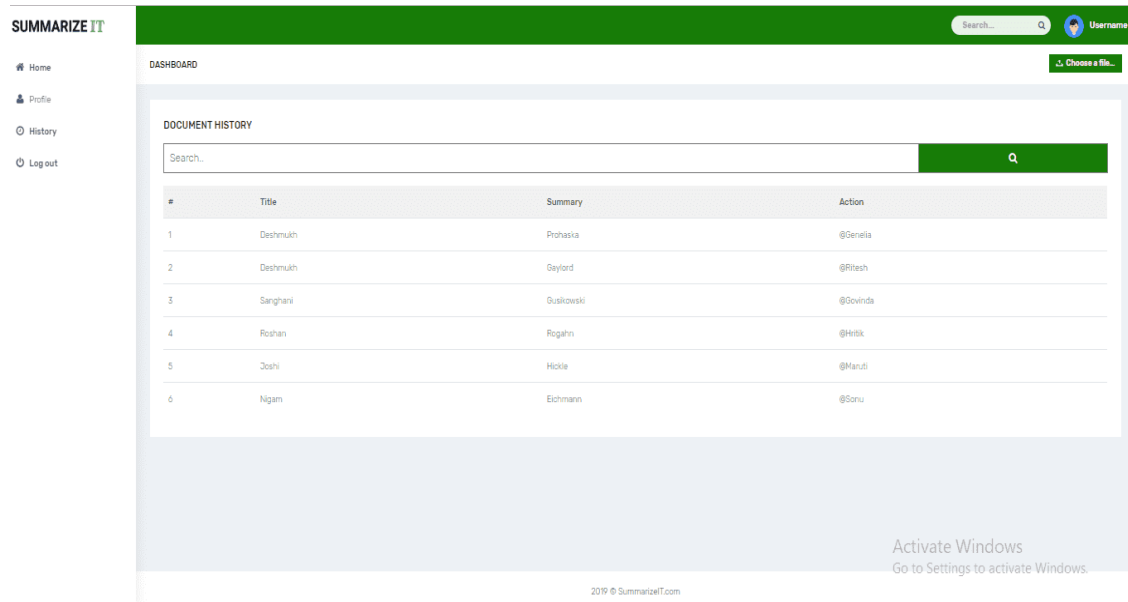 SUMMARIZE IT
Search...
Username
Home
Profile
History
Log out
DASHBOARD
Choose a file...
DOCUMENT HISTORY
Search..
# Title Summary Action
1 Deshmukh Prohaska @Genelia
2 Deshmukh Gaylord @Ritesh
3 Sanghani Gusikowski @Govinda
4 Roshan Rogahn @Hritik
5 Joshi Hickle @Maruti
6 Nigam Eichmann @Sonu
Activate Windows
Go to Settings to activate Windows.
2019 © SummarizeIT.com